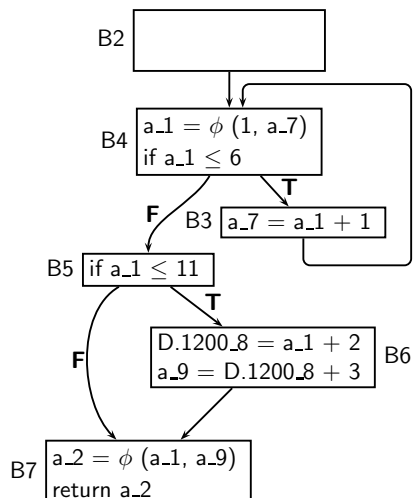 B2
B4
a_1 = ϕ (1, a_7)
if a_1 ≤ 6
T
F
B3
a_7 = a_1 + 1
B5
if a_1 ≤ 11
T
F
D.1200_8 = a_1 + 2
a_9 = D.1200_8 + 3
B6
B7
a_2 = ϕ (a_1, a_9)
return a_2